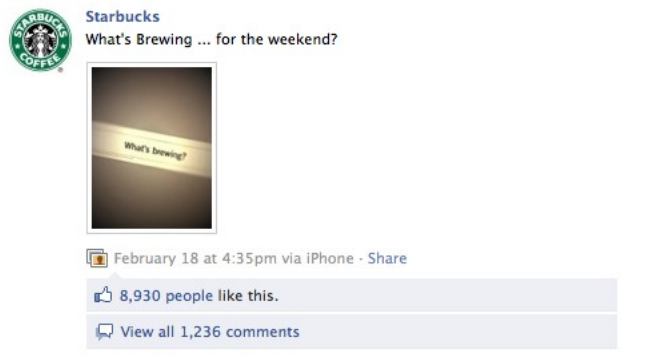 STARBUCKS
COFFEE
Starbucks
What's Brewing ... for the weekend?
What's brewing?
February 18 at 4:35pm via iPhone · Share
8,930 people like this.
View all 1,236 comments